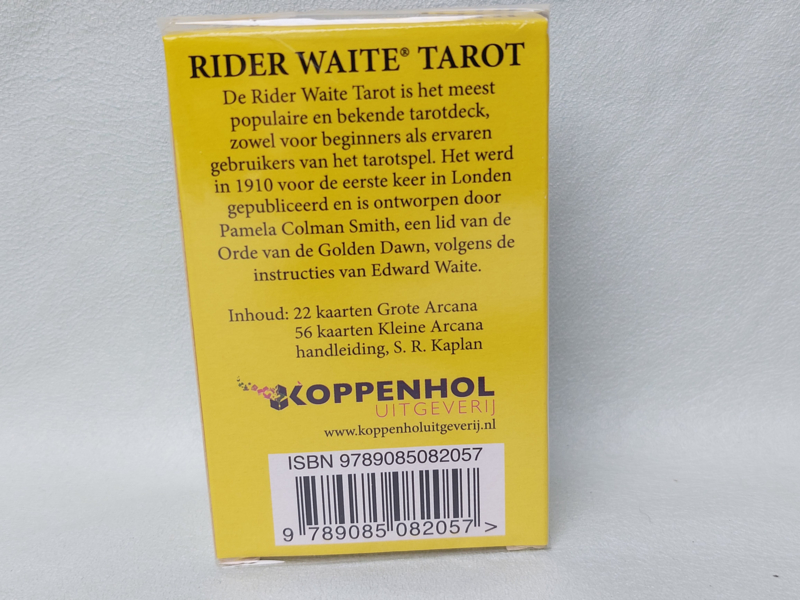 RIDER WAITE® TAROT
De Rider Waite Tarot is het meest
populaire en bekende tarotdeck,
zowel voor beginners als ervaren
gebruikers van het tarotspel. Het werd
in 1910 voor de eerste keer in Londen
gepubliceerd en is ontworpen door
Pamela Colman Smith, een lid van de
Orde van de Golden Dawn, volgens de
instructies van Edward Waite.
Inhoud: 22 kaarten Grote Arcana
56 kaarten Kleine Arcana
handleiding, S. R. Kaplan
KOPPENHOL
UITGEVERIJ
www.koppenholuitgeverij.nl
ISBN 9789085082057
9 789085 082057 >